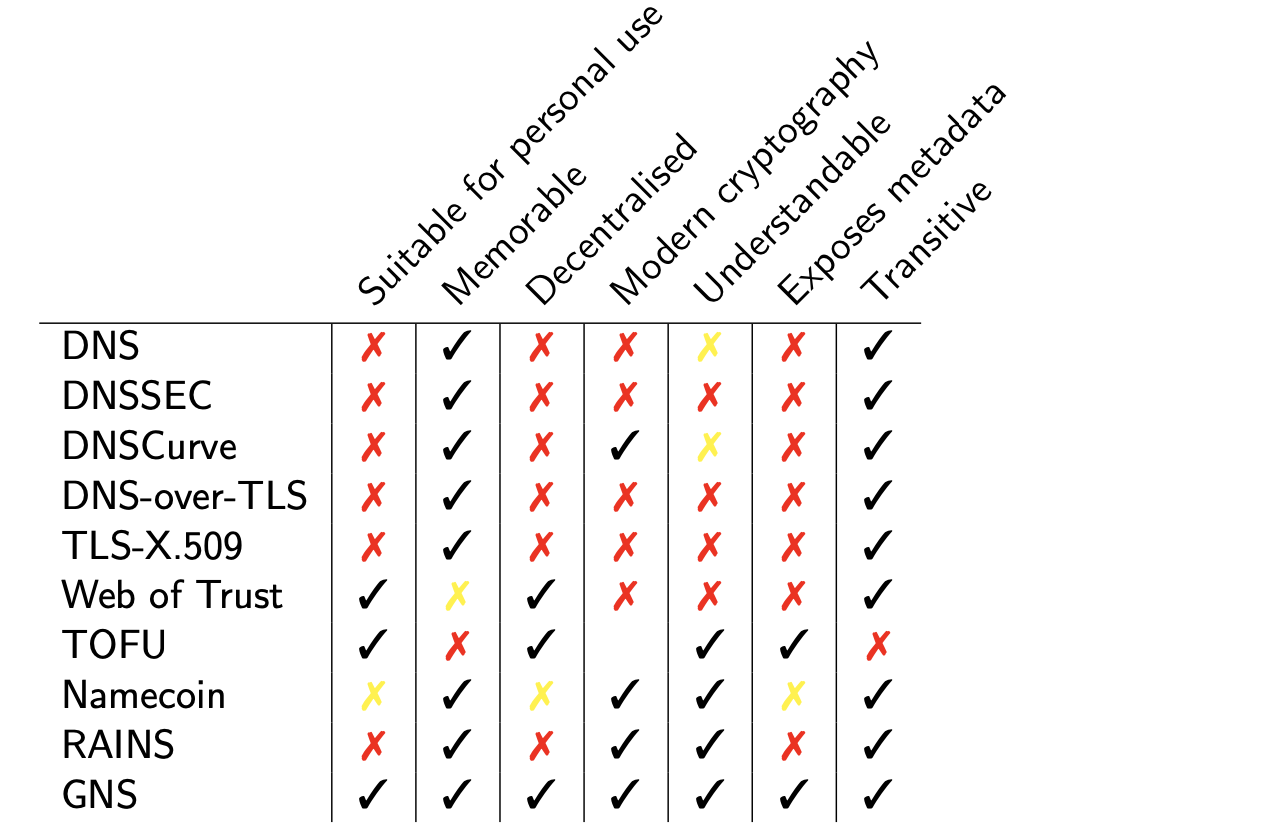 Suitable for personal use
Memorable
Decentralised
Modern cryptography
Understandable
Exposes metadata
Transitive
DNS ✗ ✓ ✗ ✗ ✗ ✗ ✓
DNSSEC ✗ ✓ ✗ ✗ ✗ ✗ ✓
DNSCurve ✗ ✓ ✗ ✓ ✗ ✗ ✓
DNS-over-TLS ✗ ✓ ✗ ✗ ✗ ✗ ✓
TLS-X.509 ✗ ✓ ✗ ✗ ✗ ✗ ✓
Web of Trust ✓ ✗ ✓ ✗ ✗ ✗ ✓
TOFU ✓ ✗ ✓ ✓ ✓ ✗
Namecoin ✗ ✓ ✗ ✓ ✓ ✗ ✓
RAINS ✗ ✓ ✗ ✓ ✓ ✗ ✓
GNS ✓ ✓ ✓ ✓ ✓ ✓ ✓